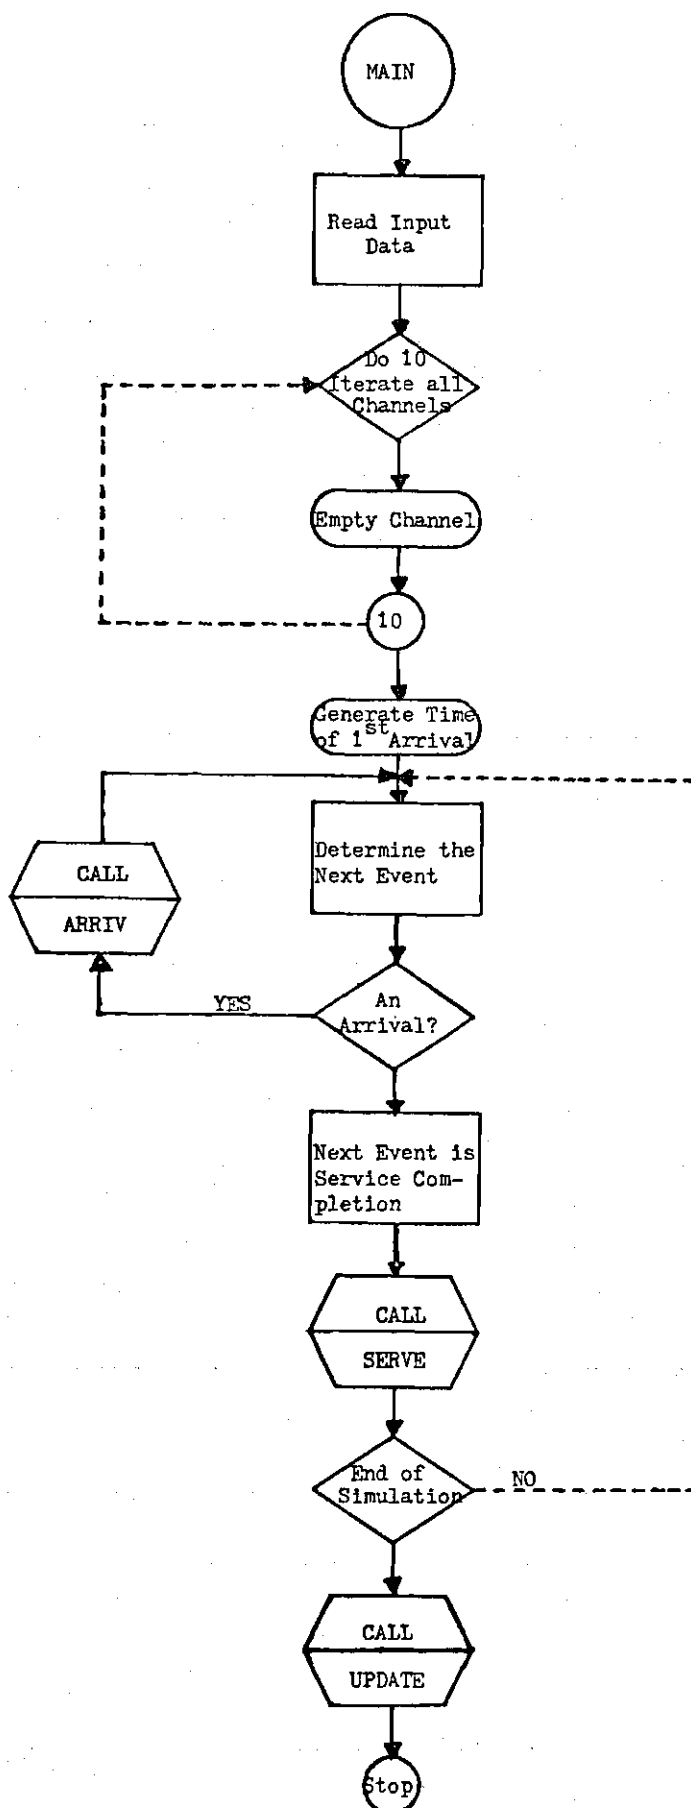 MAIN
Read Input
Data
Do 10
Iterate all
Channels
Empty Channel
10
Generate Time
of 1st Arrival
Determine the
Next Event
CALL
ARRIV
YES
An
Arrival?
Next Event is
Service Com-
pletion
CALL
SERVE
End of
Simulation
NO
CALL
UPDATE
Stop